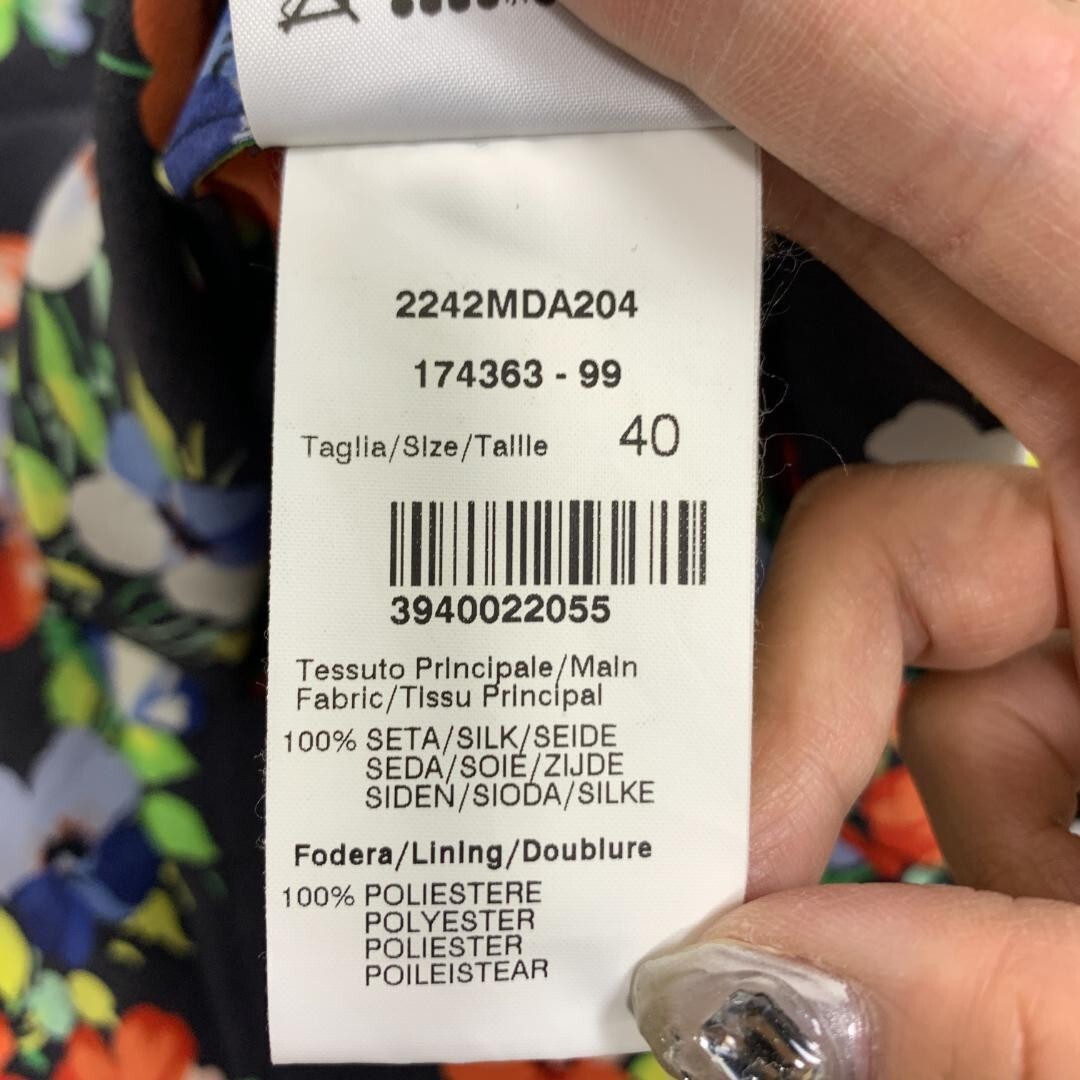 2242MDA204
174363 - 99
Taglia/Size/Taille 40
3940022055
Tessuto Principale/Main
Fabric/Tissu Principal
100% SETA/SILK/SEIDE
SEDA/SOIE/ZIJDE
SIDEN/SIODA/SILKE
Fodera/Lining/Doublure
100% POLIESTERE
POLYESTER
POLIESTER
POILEISTEAR